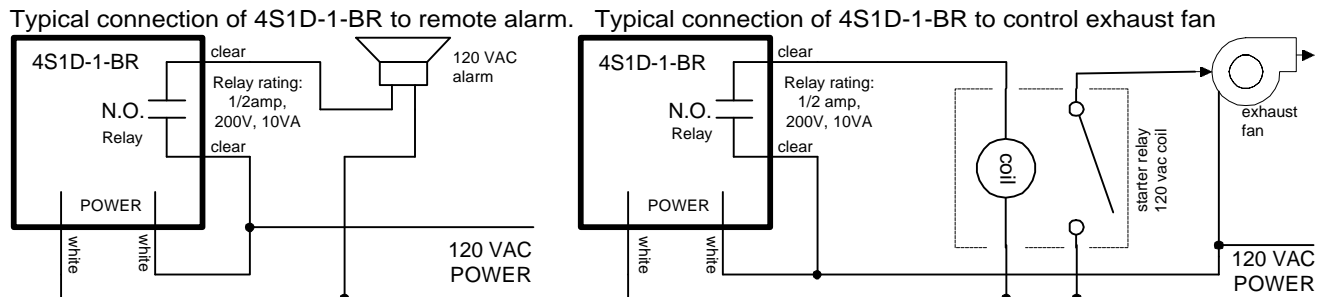 Typical connection of 4S1D-1-BR to remote alarm.
4S1D-1-BR
clear
120 VAC
alarm
Relay rating:
1/2amp,
200V, 10VA
N.O.
Relay
clear
POWER
white
white
120 VAC
POWER
Typical connection of 4S1D-1-BR to control exhaust fan
4S1D-1-BR
clear
Relay rating:
1/2 amp,
200V, 10VA
N.O.
Relay
clear
coil
starter relay
120 vac coil
exhaust
fan
POWER
white
white
120 VAC
POWER